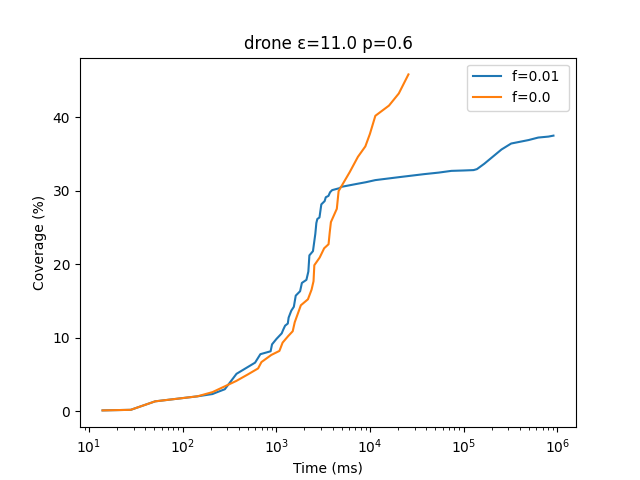 drone ε=11.0 p=0.6
f=0.01
f=0.0
Coverage (%)
40
30
20
10
0
10¹ 10² 10³ 10⁴ 10⁵ 10⁶
Time (ms)